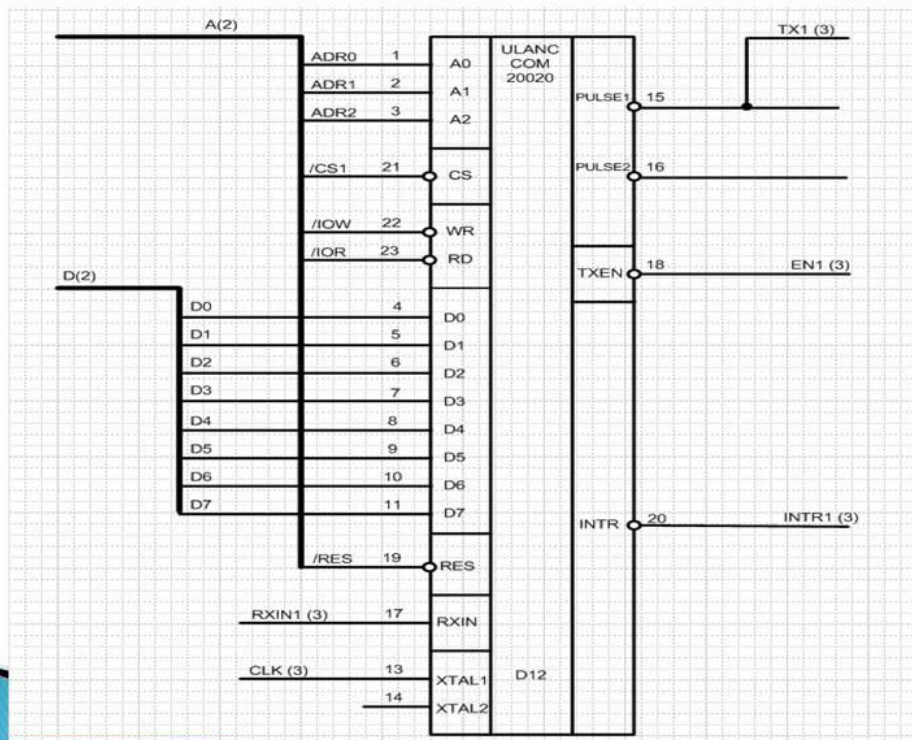 A(2)
TX1 (3)
ULANC
COM
20020
ADR0 1 A0
ADR1 2 A1
ADR2 3 A2
PULSE1 15
/CS1 21 CS
PULSE2 16
/IOW 22 WR
/IOR 23 RD
TXEN 18 EN1 (3)
D(2)
D0 4 D0
D1 5 D1
D2 6 D2
D3 7 D3
D4 8 D4
D5 9 D5
D6 10 D6
D7 11 D7
INTR 20 INTR1 (3)
/RES 19 RES
RXIN1 (3) 17 RXIN
CLK (3) 13 XTAL1
D12
14 XTAL2